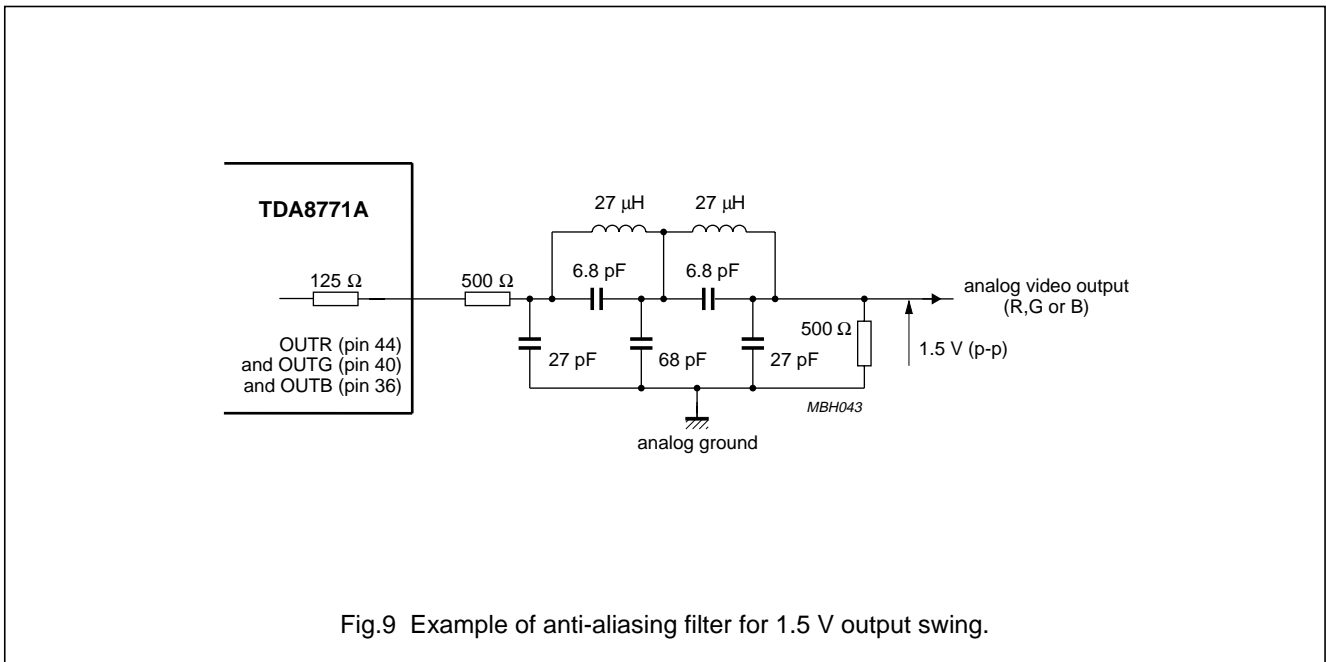 27 µH
27 µH
TDA8771A
6.8 pF
6.8 pF
125 Ω
500 Ω
analog video output
(R,G or B)
500 Ω
OUTR (pin 44)
and OUTG (pin 40)
and OUTB (pin 36)
27 pF
68 pF
27 pF
1.5 V (p-p)
MBH043
analog ground
Fig.9 Example of anti-aliasing filter for 1.5 V output swing.